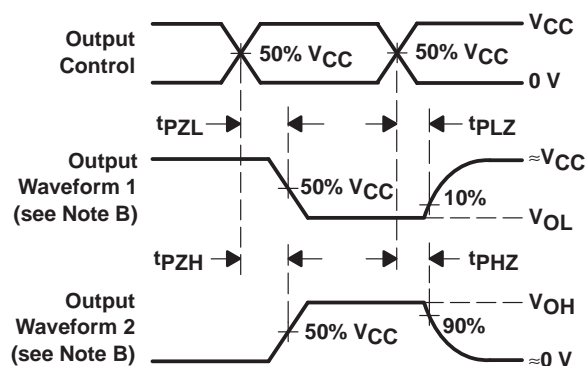 Output
Control
50% VCC
50% VCC
VCC
0 V
tPZL
tPLZ
Output
Waveform 1
(see Note B)
50% VCC
10%
≈VCC
VOL
tPZH
tPHZ
Output
Waveform 2
(see Note B)
50% VCC
90%
VOH
≈0 V